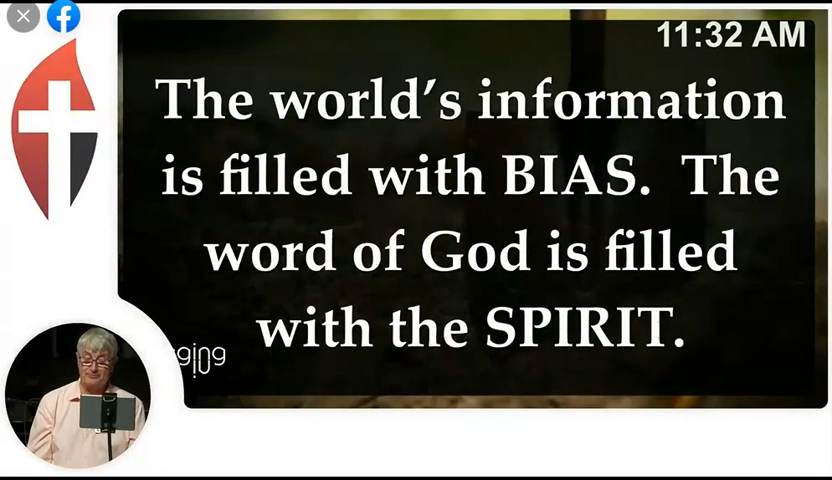 11:32 AM
The world's information
is filled with BIAS. The
word of God is filled
with the SPIRIT.